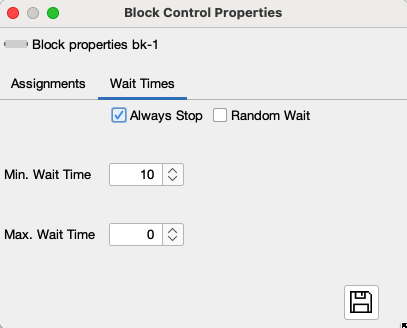 Block Control Properties
Block properties bk-1
Assignments Wait Times
Always Stop Random Wait
Min. Wait Time 10
Max. Wait Time 0